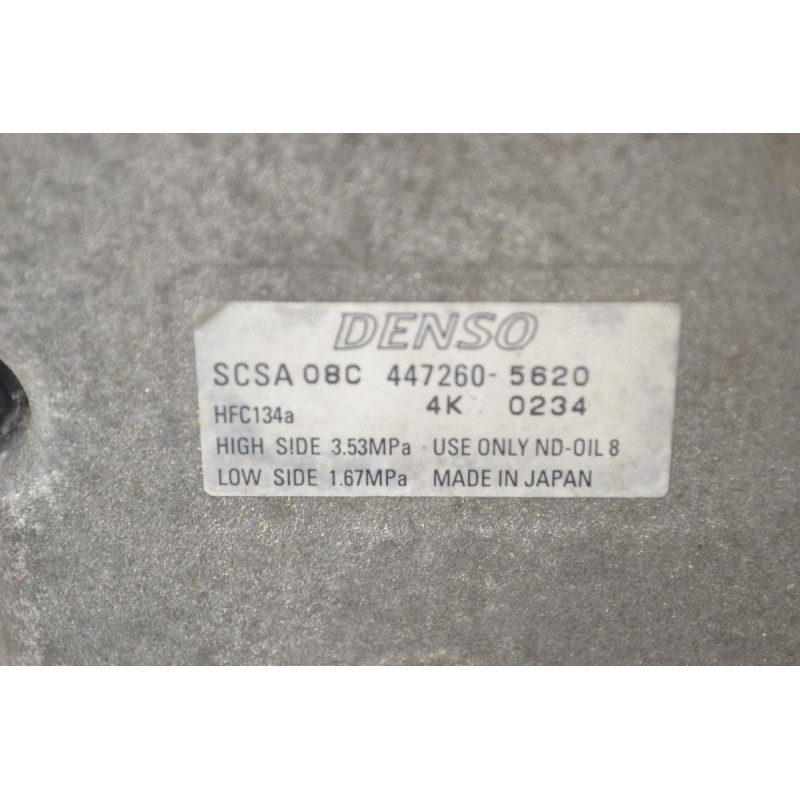 DENSO
SCSA 08C 447260-5620
HFC134a 4K 0234
HIGH SIDE 3.53MPa · USE ONLY ND-OIL 8
LOW SIDE 1.67MPa MADE IN JAPAN